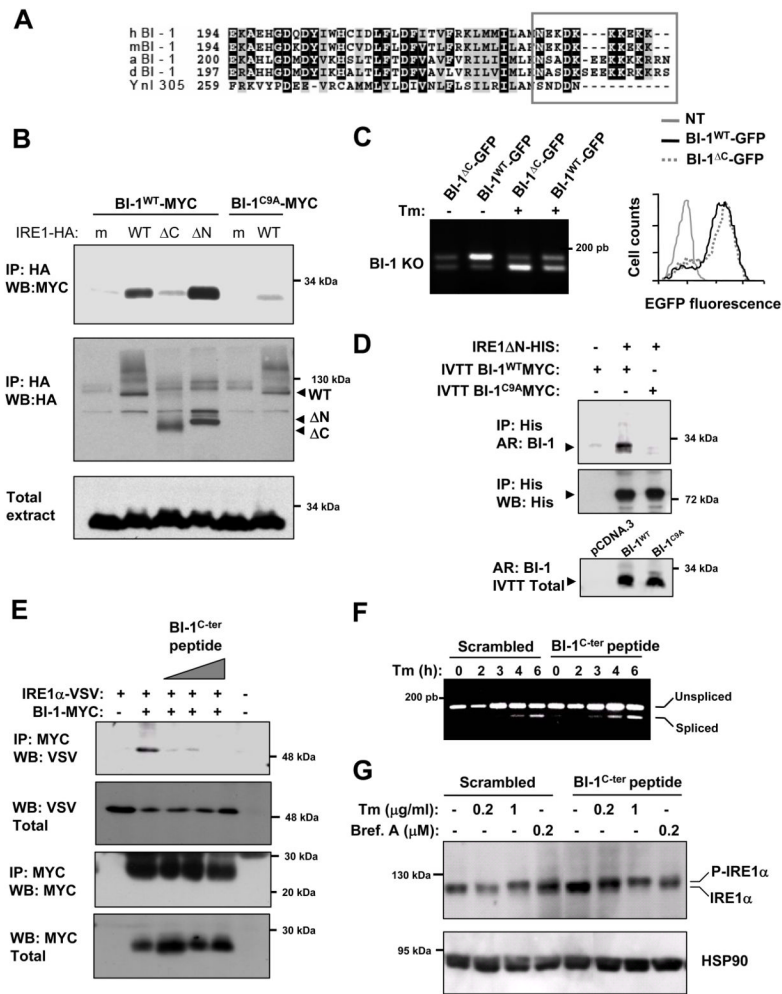 A
h BI - 1 194 EKAEHGDQDYIWHCIDLFLDFITVFRKLMMILAMNEKDK---KKEKK--
m BI - 1 194 EKAEHGDKDYIWHCVDLFLDFVTLFRKLMLILAFNEKDK---KKEKK--
a BI - 1 200
d BI - 1 197
Ynl 305 259
B
BI-1WT-MYC BI-1C9A-MYC
IRE1-HA: m WT ΔC ΔN m WT
IP: HA
WB:MYC
34 kDa
IP: HA
WB:HA
130 kDa
WT
ΔN
ΔC
Total
extract
34 kDa
C
BI-1ΔC-GFP BI-1WT-GFP BI-1ΔC-GFP BI-1WT-GFP
Tm: - - + +
BI-1 KO
200 pb
NT
BI-1WT-GFP
BI-1ΔC-GFP
Cell counts
EGFP fluorescence
D
IRE1ΔN-HIS: - + +
IVTT BI-1WTMYC: + + -
IVTT BI-1C9AMYC: - - +
IP: His
AR: BI-1
34 kDa
IP: His
WB: His
72 kDa
pCDNA.3 BI-1WT BI-1C9A
AR: BI-1
IVTT Total
34 kDa
E
BI-1C-ter
peptide
IRE1α-VSV: + + + + + -
BI-1-MYC: - + + + + -
IP: MYC
WB: VSV
48 kDa
WB: VSV
Total
48 kDa
IP: MYC
WB: MYC
30 kDa
20 kDa
WB: MYC
Total
30 kDa
F
Scrambled BI-1C-ter peptide
Tm (h) 0 2 3 4 6 0 2 3 4 6
200 pb
Unspliced
Spliced
G
Scrambled BI-1C-ter peptide
Tm (μg/ml): - 0.2 1 - - 0.2 1 -
Bref. A (μM): - - - 0.2 - - - 0.2
130 kDa
P-IRE1α
IRE1α
95 kDa
HSP90